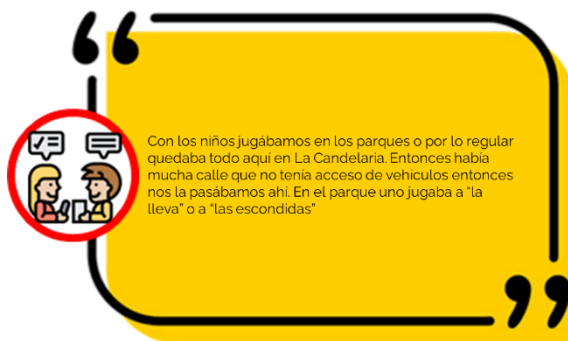 Con los niños jugábamos en los parques o por lo regular
quedaba todo aquí en La Candelaria. Entonces había
mucha calle que no tenía acceso de vehículos entonces
nos la pasábamos ahí. En el parque uno jugaba a “la
lleva” o a “las escondidas”